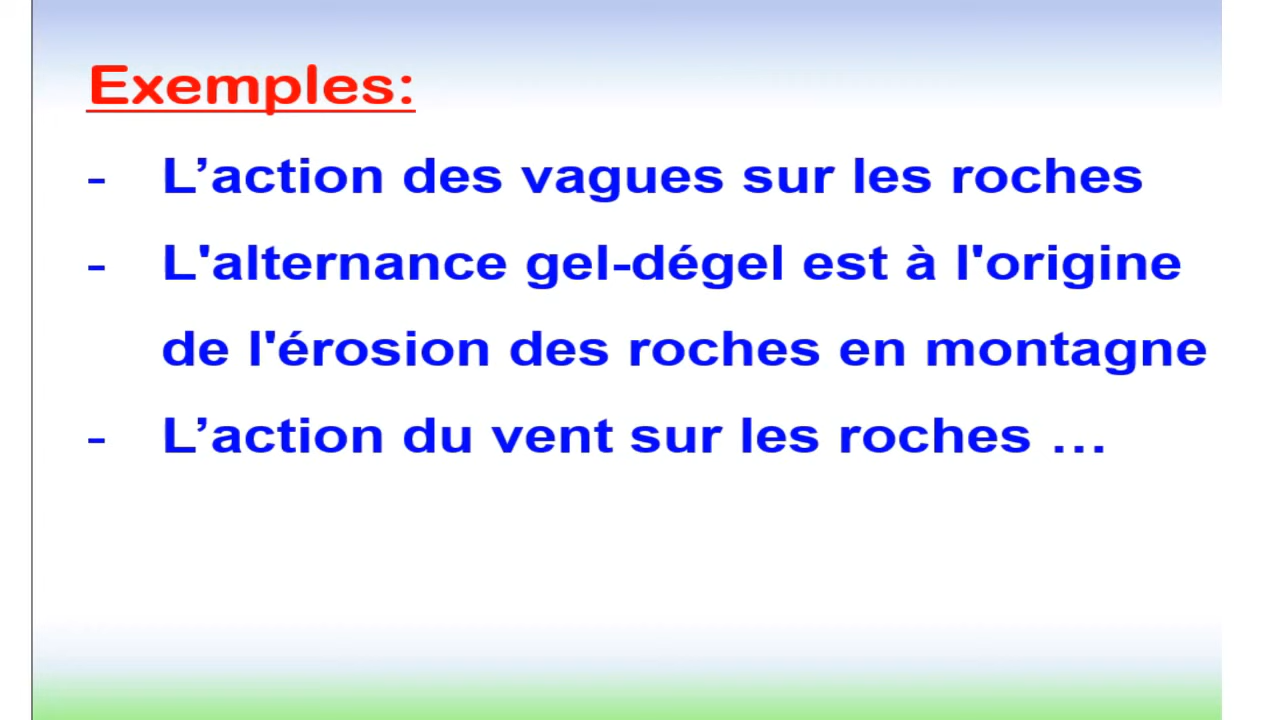 Exemples:
- L’action des vagues sur les roches
- L'alternance gel-dégel est à l'origine
de l'érosion des roches en montagne
- L’action du vent sur les roches …